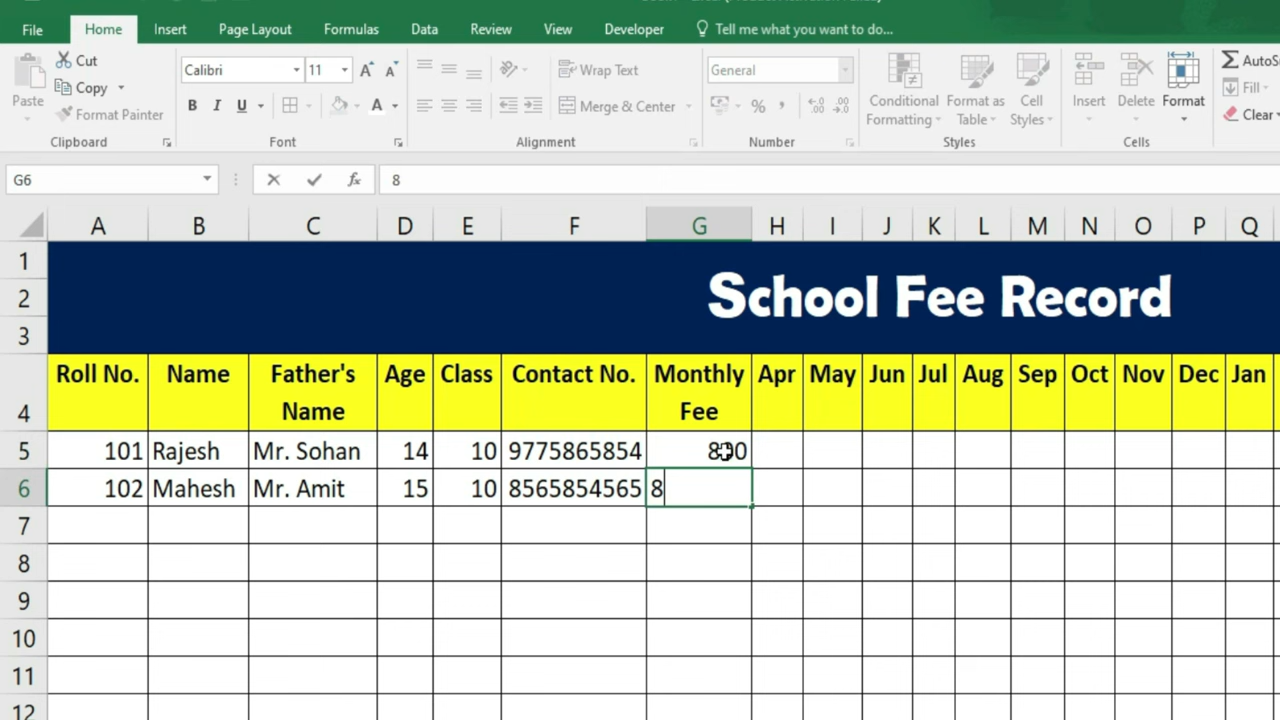 File Home Insert Page Layout Formulas Data Review View Developer Tell me what you want to do...
Paste
Cut
Copy
Format Painter
Clipboard
Calibri 11 A A
B I U A
Font
Wrap Text
Merge & Center
Alignment
General
% ,
Number
Conditional Formatting
Format as Table
Cell Styles
Styles
Insert Delete Format
Cells
Fill
Clear
G6 fx 8
A B C D E F G H I J K L M N O P Q
1
2 School Fee Record
3
4 Roll No. Name Father's Name Age Class Contact No. Monthly Fee Apr May Jun Jul Aug Sep Oct Nov Dec Jan
5 101 Rajesh Mr. Sohan 14 10 9775865854
6 102 Mahesh Mr. Amit 15 10 8565854565 8
7
8
9
10
11
12